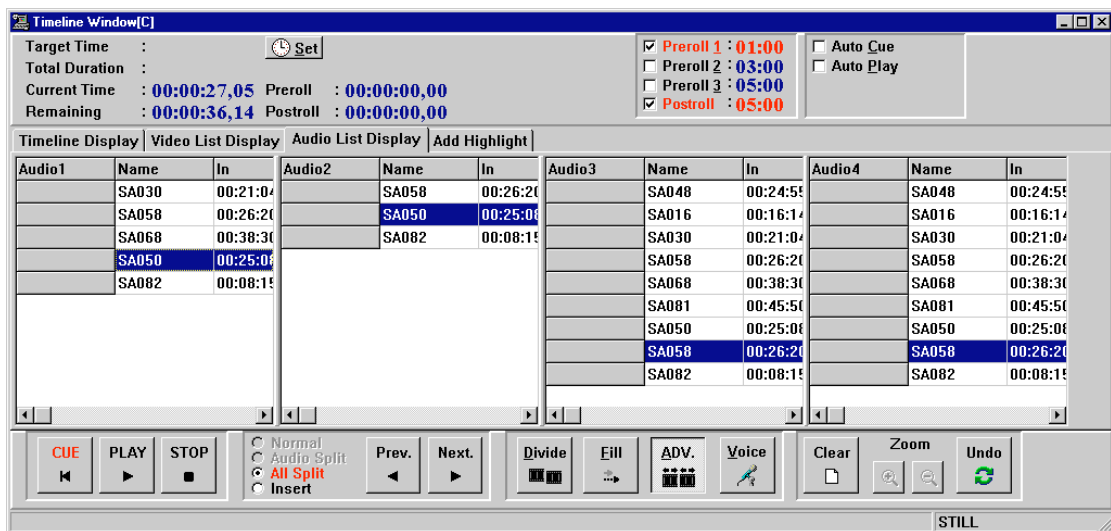 Timeline Window[C]
Target Time :
Set
Total Duration :
Current Time : 00:00:27,05 Preroll : 00:00:00,00
Remaining : 00:00:36,14 Postroll : 00:00:00,00
Preroll 1 : 01:00
Preroll 2 : 03:00
Preroll 3 : 05:00
Postroll : 05:00
Auto Cue
Auto Play
Timeline Display Video List Display Audio List Display Add Highlight
Audio1 Name In
SA030 00:21:04
SA058 00:26:20
SA068 00:38:30
SA050 00:25:08
SA082 00:08:15
Audio2 Name In
SA058 00:26:20
SA050 00:25:08
SA082 00:08:15
Audio3 Name In
SA048 00:24:55
SA016 00:16:14
SA030 00:21:04
SA058 00:26:20
SA068 00:38:30
SA081 00:45:50
SA050 00:25:08
SA058 00:26:20
SA082 00:08:15
Audio4 Name In
SA048 00:24:55
SA016 00:16:14
SA030 00:21:04
SA058 00:26:20
SA068 00:38:30
SA081 00:45:50
SA050 00:25:08
SA058 00:26:20
SA082 00:08:15
CUE PLAY STOP
Normal
Audio Split
All Split
Insert
Prev. Next.
Divide Fill ADV. Voice
Clear Zoom Undo
STILL